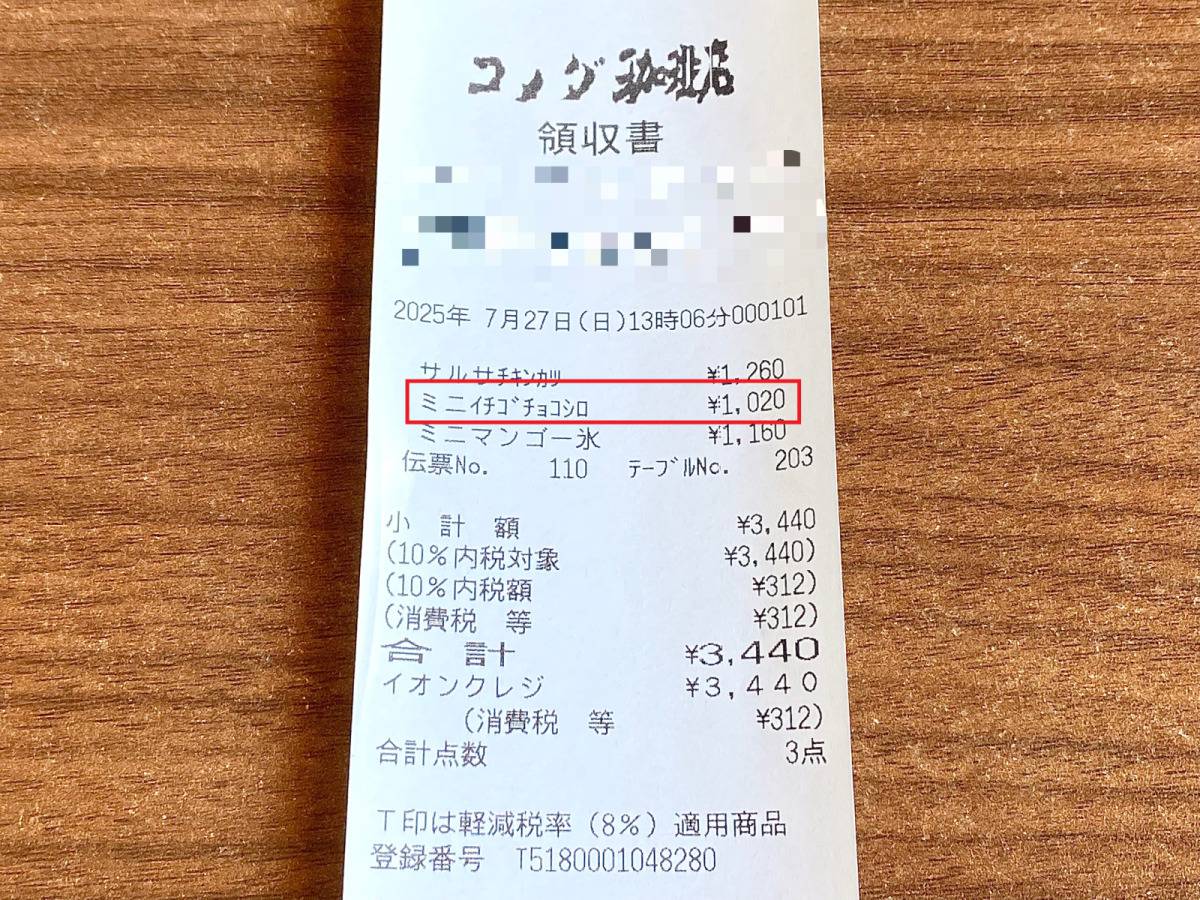 コメダ珈琲店
領収書
2025年 7月27日(日)13時06分000101
サルサﾁｷﾝｶﾂ ¥1,260
ミニｲﾁｺﾞﾁｮｺｼﾛ ¥1,020
ミニマンゴー氷 ¥1,160
伝票No. 110 ﾃｰﾌﾞﾙNo. 203
小 計 額 ¥3,440
(10%内税対象 ¥3,440)
(10%内税額 ¥312)
(消費税 等 ¥312)
合 計 ¥3,440
イオンクレジ ¥3,440
(消費税 等 ¥312)
合計点数 3点
T印は軽減税率(8%)適用商品
登録番号 T5180001048280